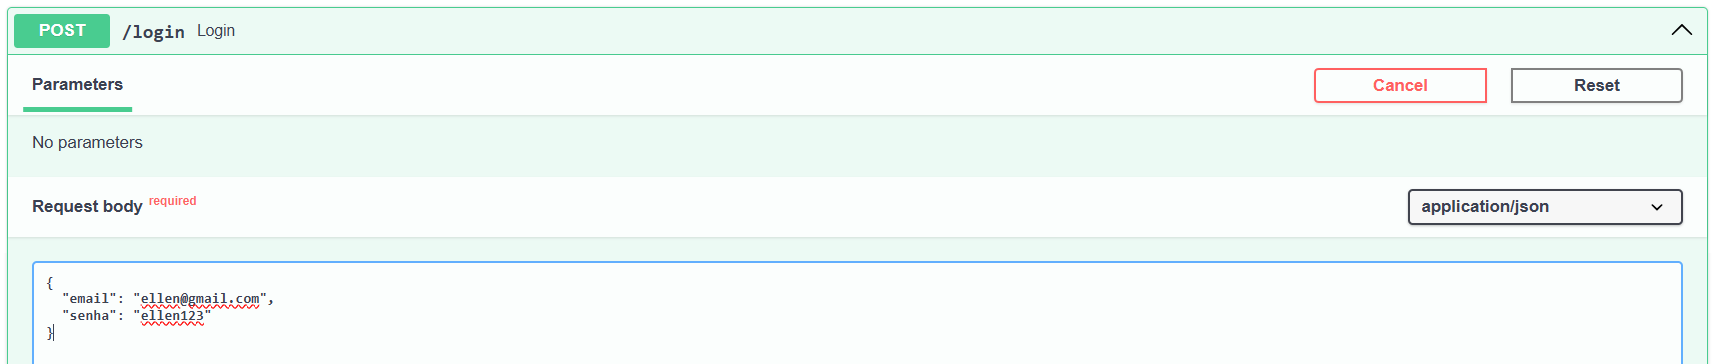 POST /login Login
Parameters Cancel Reset
No parameters
Request body required application/json
{
"email": "ellen@gmail.com",
"senha": "ellen123"
}